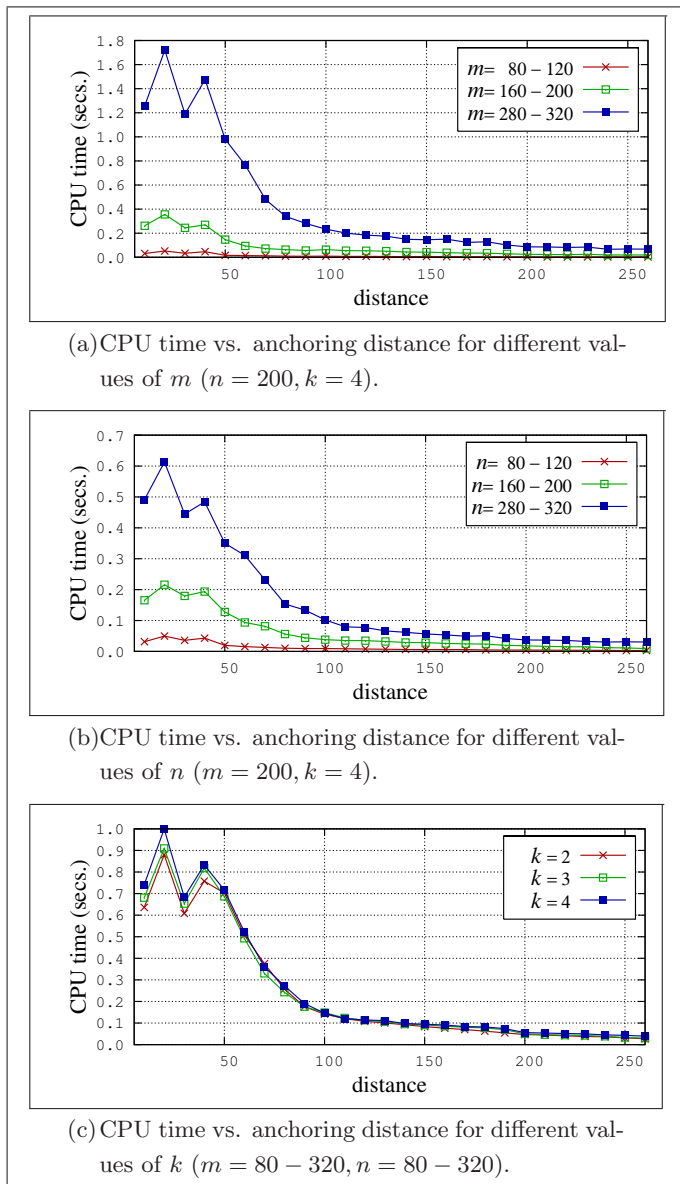 1.8
1.6
1.4
1.2
1.0
0.8
0.6
0.4
0.2
0.0
CPU time (secs.)
m= 80 – 120
m= 160 – 200
m= 280 – 320
50 100 150 200 250
distance
(a) CPU time vs. anchoring distance for different val-
ues of m (n = 200, k = 4).
0.7
0.6
0.5
0.4
0.3
0.2
0.1
0.0
CPU time (secs.)
n= 80 – 120
n= 160 – 200
n= 280 – 320
50 100 150 200 250
distance
(b) CPU time vs. anchoring distance for different val-
ues of n (m = 200, k = 4).
1.0
0.9
0.8
0.7
0.6
0.5
0.4
0.3
0.2
0.1
0.0
CPU time (secs.)
k = 2
k = 3
k = 4
50 100 150 200 250
distance
(c) CPU time vs. anchoring distance for different val-
ues of k (m = 80 − 320, n = 80 − 320).